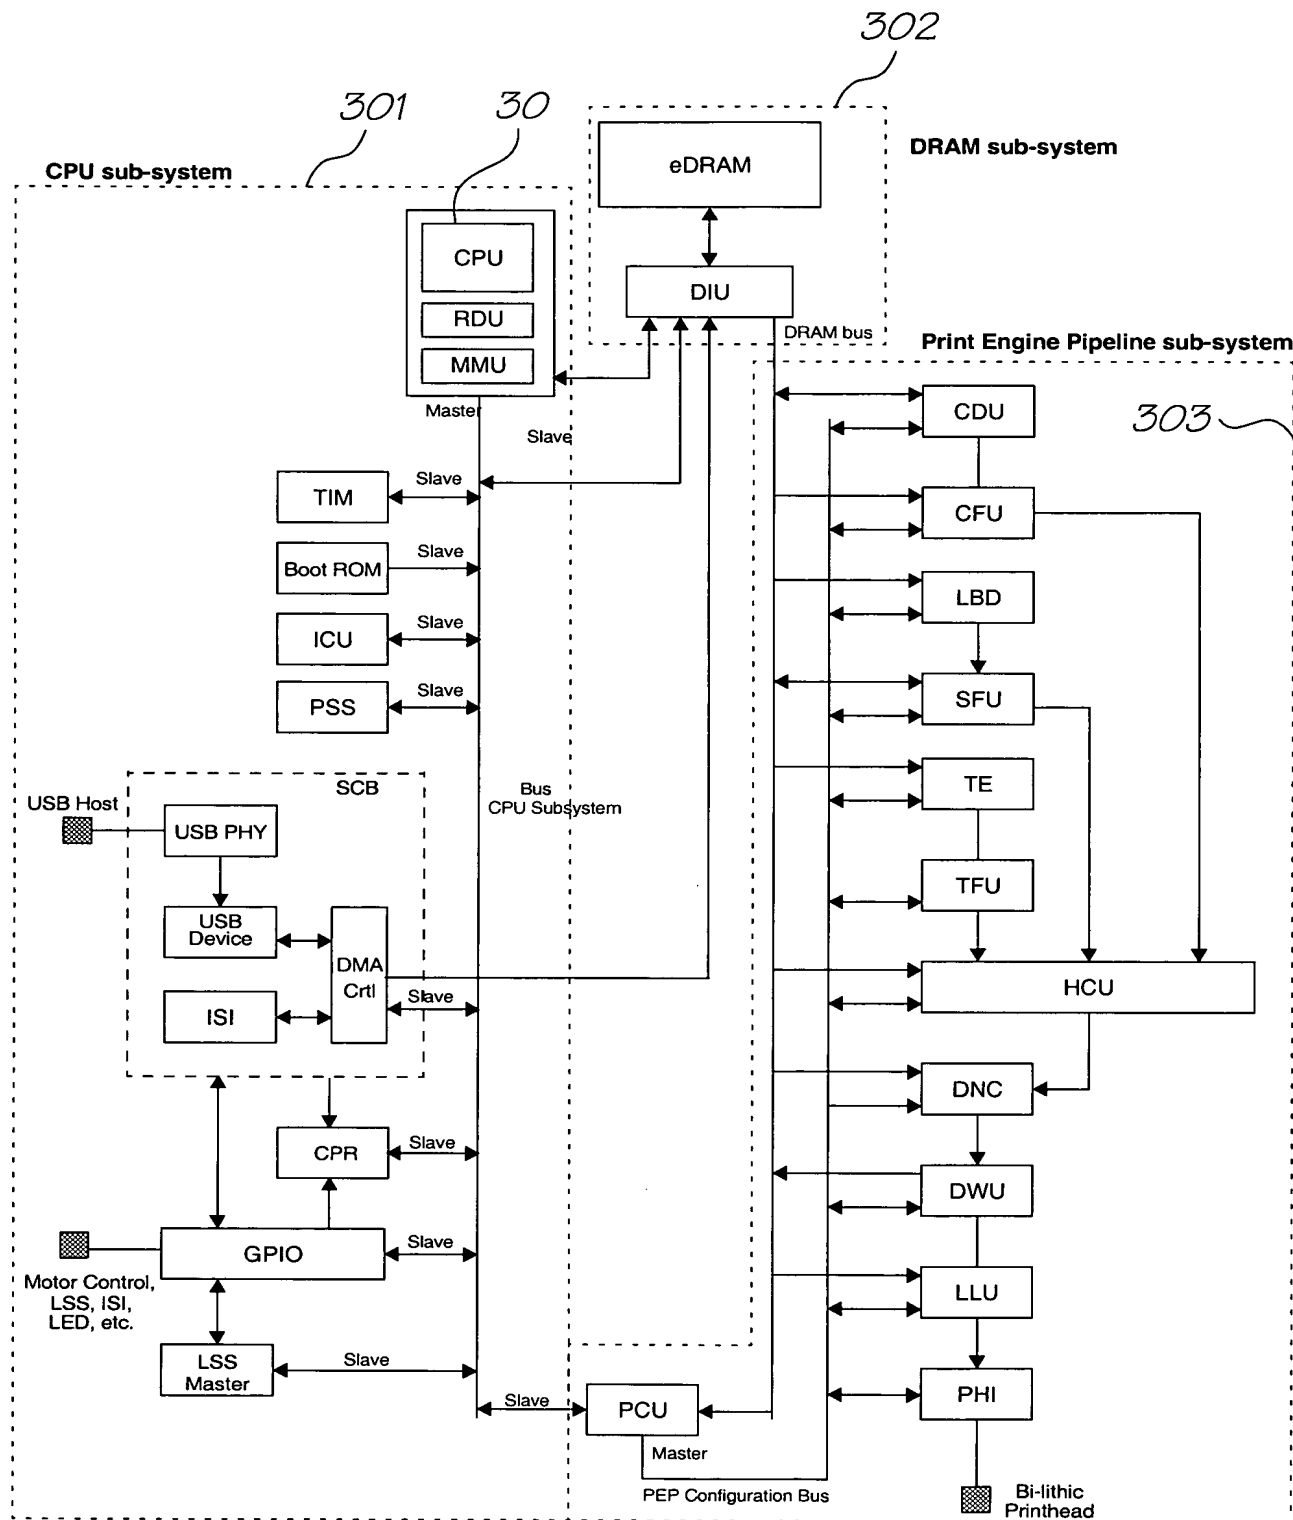 302
301
30
CPU sub-system
DRAM sub-system
eDRAM
CPU
DIU
RDU
MMU
DRAM bus
Print Engine Pipeline sub-system
Master
Slave
303
CDU
TIM
Slave
CFU
Boot ROM
Slave
LBD
ICU
Slave
PSS
Slave
SFU
SCB
Bus
CPU Subsystem
TE
USB Host
USB PHY
TFU
USB
Device
DMA
Crtl
Slave
HCU
ISI
DNC
CPR
Slave
DWU
GPIO
Slave
Motor Control,
LSS, ISI,
LED, etc.
LLU
LSS
Master
Slave
PHI
Slave
PCU
Master
PEP Configuration Bus
Bi-lithic
Printhead